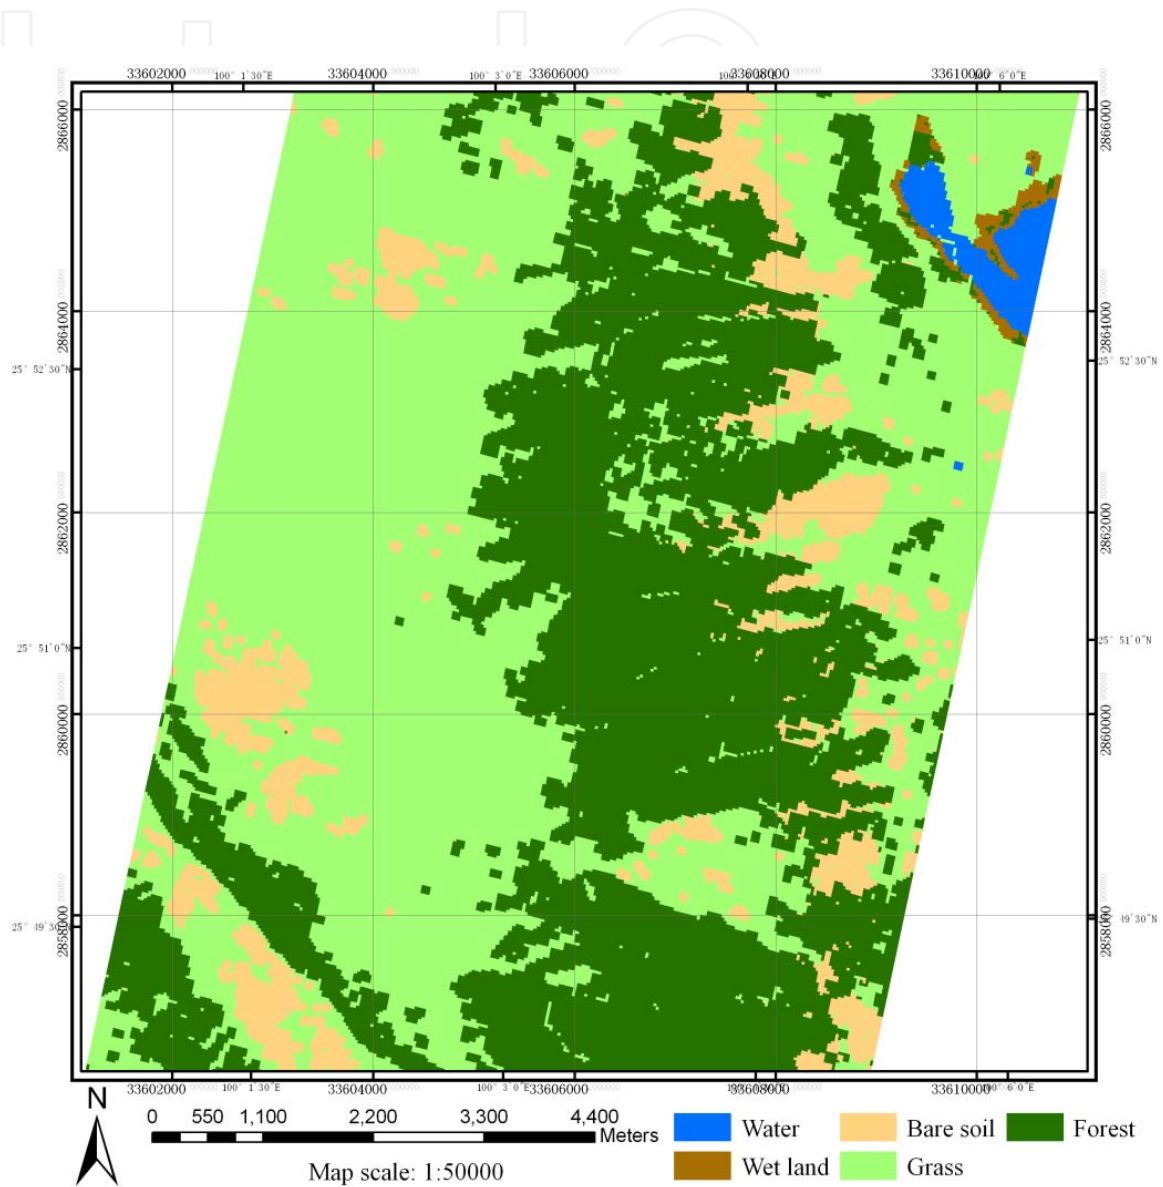 33602000 100° 1'30"E 33604000 100° 3'0"E 33606000 33608000 33610000
2866000 2866000
2864000 2864000
25° 52'30"N 25° 52'30"N
2862000 2862000
25° 51'0"N 25° 51'0"N
2860000 2860000
25° 49'30"N 2858000 2858000 49'30"N
33602000 100° 1'30"E 33604000 100° 3'0"E 33606000 33608000 33610000
N
0 550 1,100 2,200 3,300 4,400
Meters
Map scale: 1:50000
Water Bare soil Forest
Wet land Grass